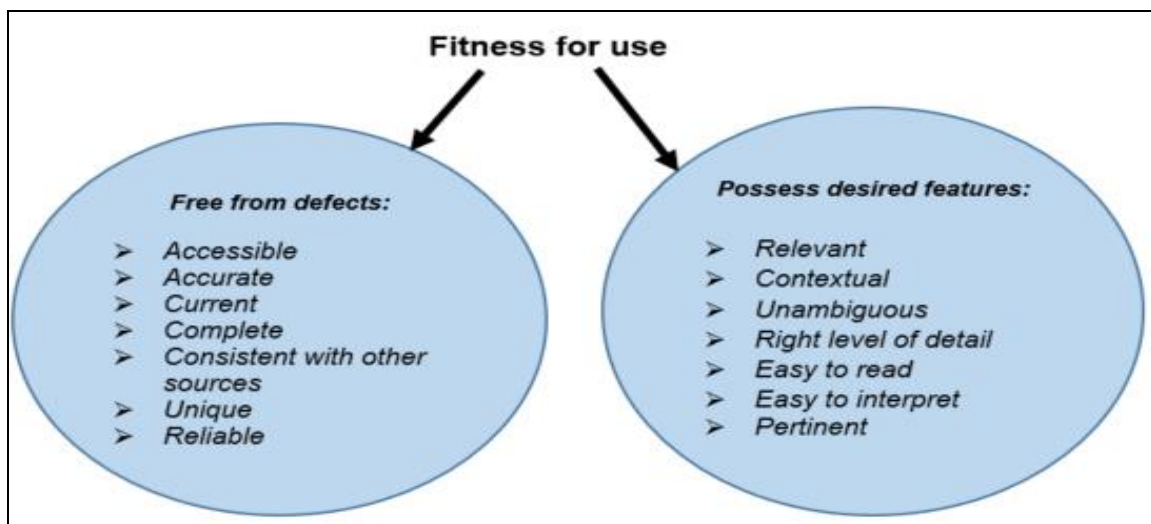 Fitness for use
Free from defects:
➢ Accessible
➢ Accurate
➢ Current
➢ Complete
➢ Consistent with other
sources
➢ Unique
➢ Reliable
Possess desired features:
➢ Relevant
➢ Contextual
➢ Unambiguous
➢ Right level of detail
➢ Easy to read
➢ Easy to interpret
➢ Pertinent